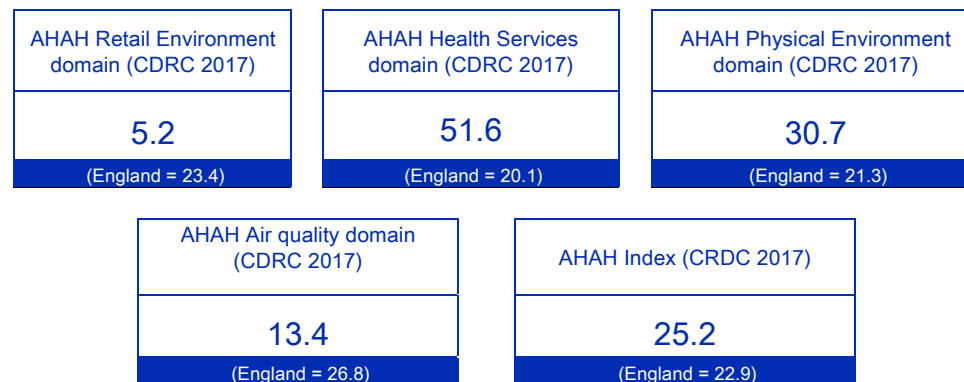 AHAH Retail Environment
domain (CDRC 2017)
5.2
(England = 23.4)
AHAH Health Services
domain (CDRC 2017)
51.6
(England = 20.1)
AHAH Physical Environment
domain (CDRC 2017)
30.7
(England = 21.3)
AHAH Air quality domain
(CDRC 2017)
13.4
(England = 26.8)
AHAH Index (CRDC 2017)
25.2
(England = 22.9)